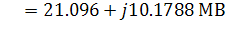 = 21.096 + j10.1788 MB